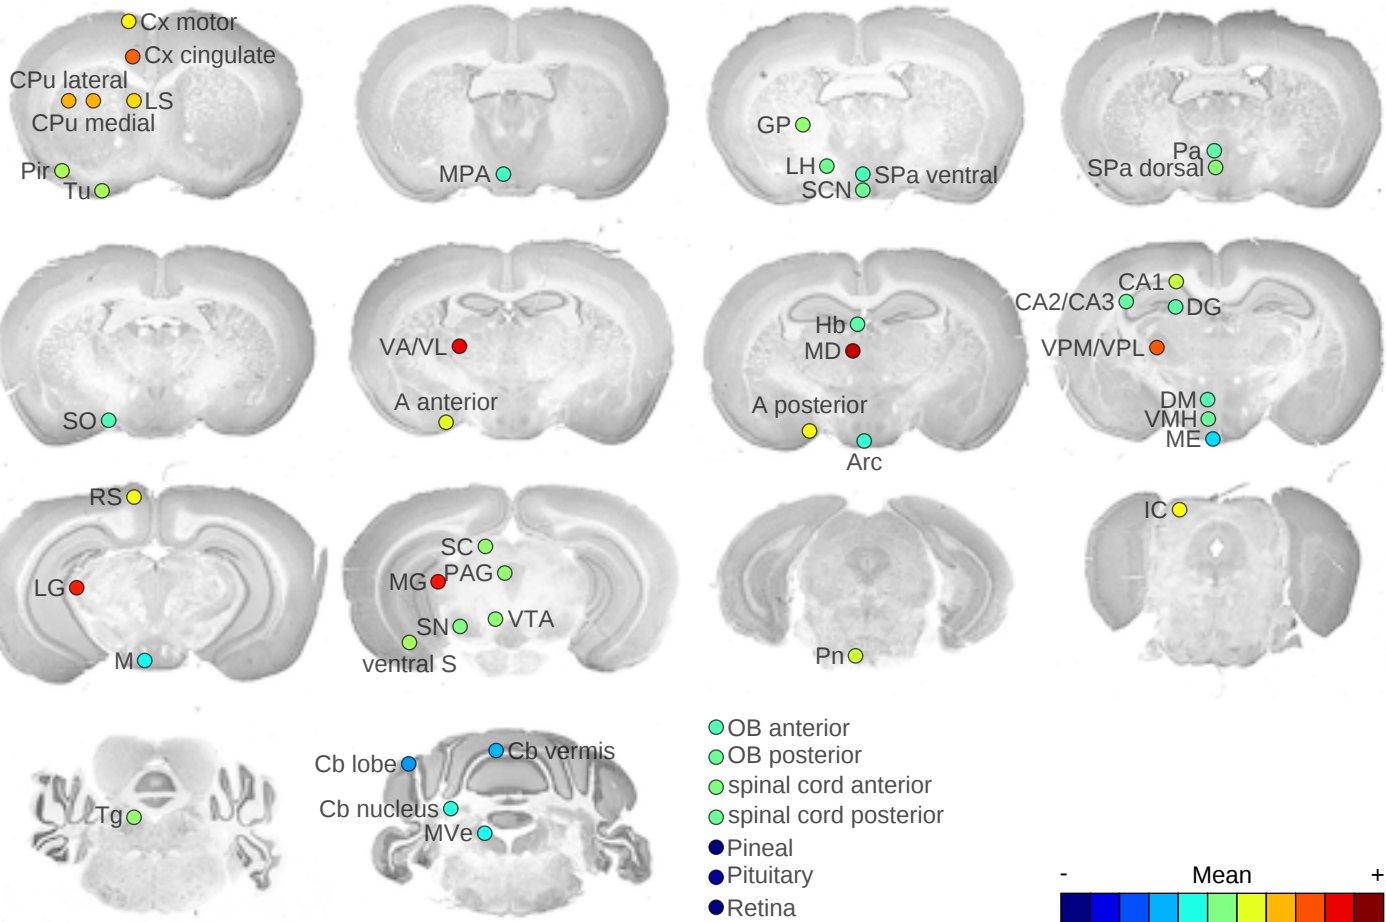 Cx motor
Cx cingulate
CPu lateral
LS
CPu medial
Pir
Tu
MPA
GP
LH
SPa ventral
SCN
Pa
SPa dorsal
SO
VA/VL
A anterior
Hb
MD
A posterior
Arc
CA1
CA2/CA3
DG
VPM/VPL
DM
VMH
ME
RS
LG
M
SC
MG
PAG
SN
VTA
ventral S
Pn
IC
Tg
Cb lobe
Cb vermis
Cb nucleus
MVe
OB anterior
OB posterior
spinal cord anterior
spinal cord posterior
Pineal
Pituitary
Retina
- Mean +